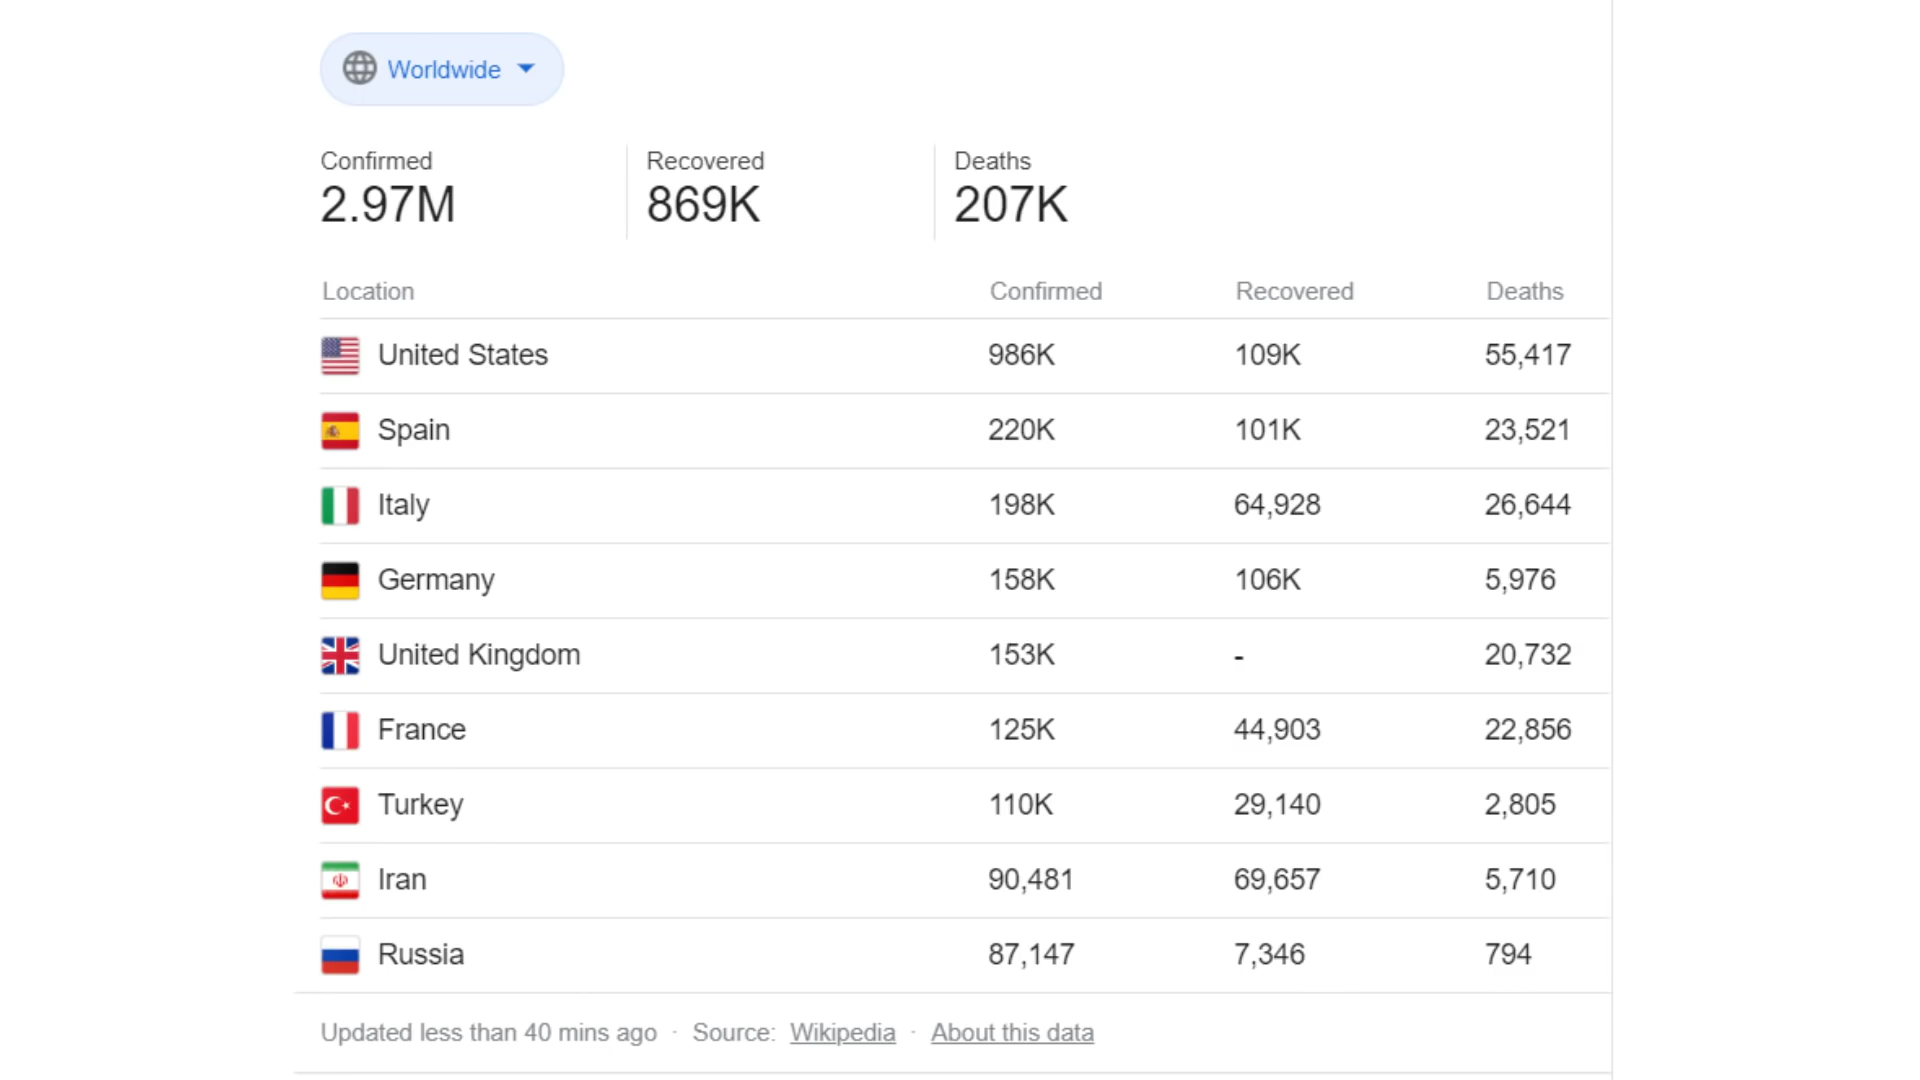 Worldwide
Confirmed Recovered Deaths
2.97M 869K 207K
Location Confirmed Recovered Deaths
United States 986K 109K 55,417
Spain 220K 101K 23,521
Italy 198K 64,928 26,644
Germany 158K 106K 5,976
United Kingdom 153K - 20,732
France 125K 44,903 22,856
Turkey 110K 29,140 2,805
Iran 90,481 69,657 5,710
Russia 87,147 7,346 794
Updated less than 40 mins ago · Source: Wikipedia · About this data